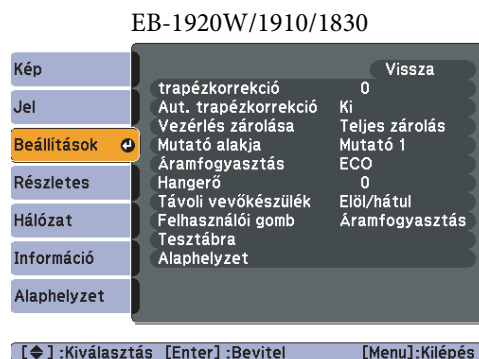 EB-1920W/1910/1830
Kép
Jel
Beállítások
Részletes
Hálózat
Információ
Alaphelyzet
Vissza
trapézkorrekció 0
Aut. trapézkorrekció Ki
Vezérlés zárolása Teljes zárolás
Mutató alakja Mutató 1
Áramfogyasztás ECO
Hangerő 0
Távoli vevőkészülék Elöl/hátul
Felhasználói gomb Áramfogyasztás
Tesztábra
Alaphelyzet
[◆] :Kiválasztás [Enter] :Bevitel [Menu]:Kilépés